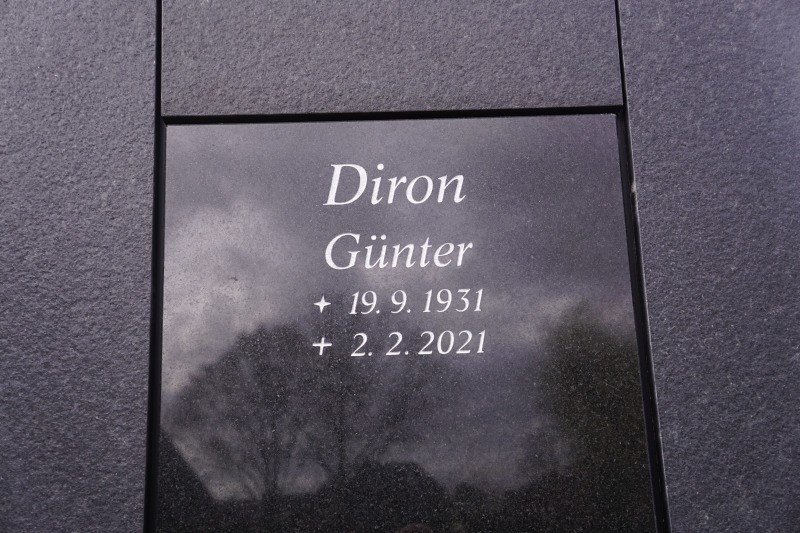 Diron
Günter
✦ 19. 9. 1931
+ 2. 2. 2021